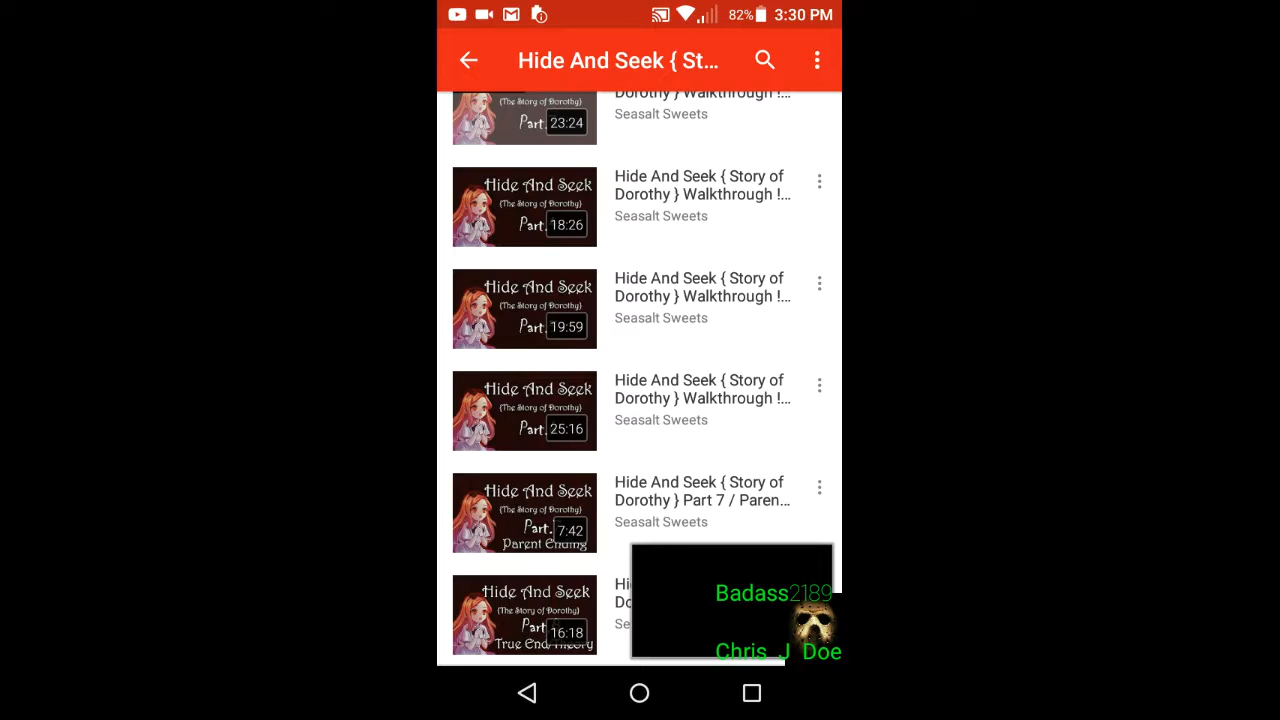 82% 3:30 PM
Hide And Seek { St...
(The Story of Dorothy)
Part. 23:24
Dorothy } Walkthrough !...
Seasalt Sweets
Hide And Seek
(The Story of Dorothy)
Part. 18:26
Hide And Seek { Story of
Dorothy } Walkthrough !...
Seasalt Sweets
Hide And Seek
(The Story of Dorothy)
Part. 19:59
Hide And Seek { Story of
Dorothy } Walkthrough !...
Seasalt Sweets
Hide And Seek
(The Story of Dorothy)
Part. 25:16
Hide And Seek { Story of
Dorothy } Walkthrough !...
Seasalt Sweets
Hide And Seek
(The Story of Dorothy)
Part. 7:42
Parent Ending
Hide And Seek { Story of
Dorothy } Part 7 / Paren...
Seasalt Sweets
Hide And Seek
(The Story of Dorothy)
Part 16:18
True End/Theory
Hi
Do
Se
Badass2189
Chris J Doe